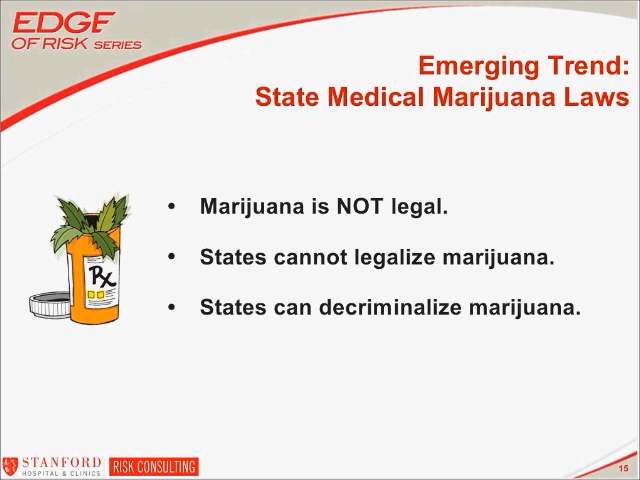 EDGE
OF RISK SERIES
Emerging Trend:
State Medical Marijuana Laws
• Marijuana is NOT legal.
• States cannot legalize marijuana.
• States can decriminalize marijuana.
Rx
STANFORD
HOSPITAL & CLINICS
RISK CONSULTING
15